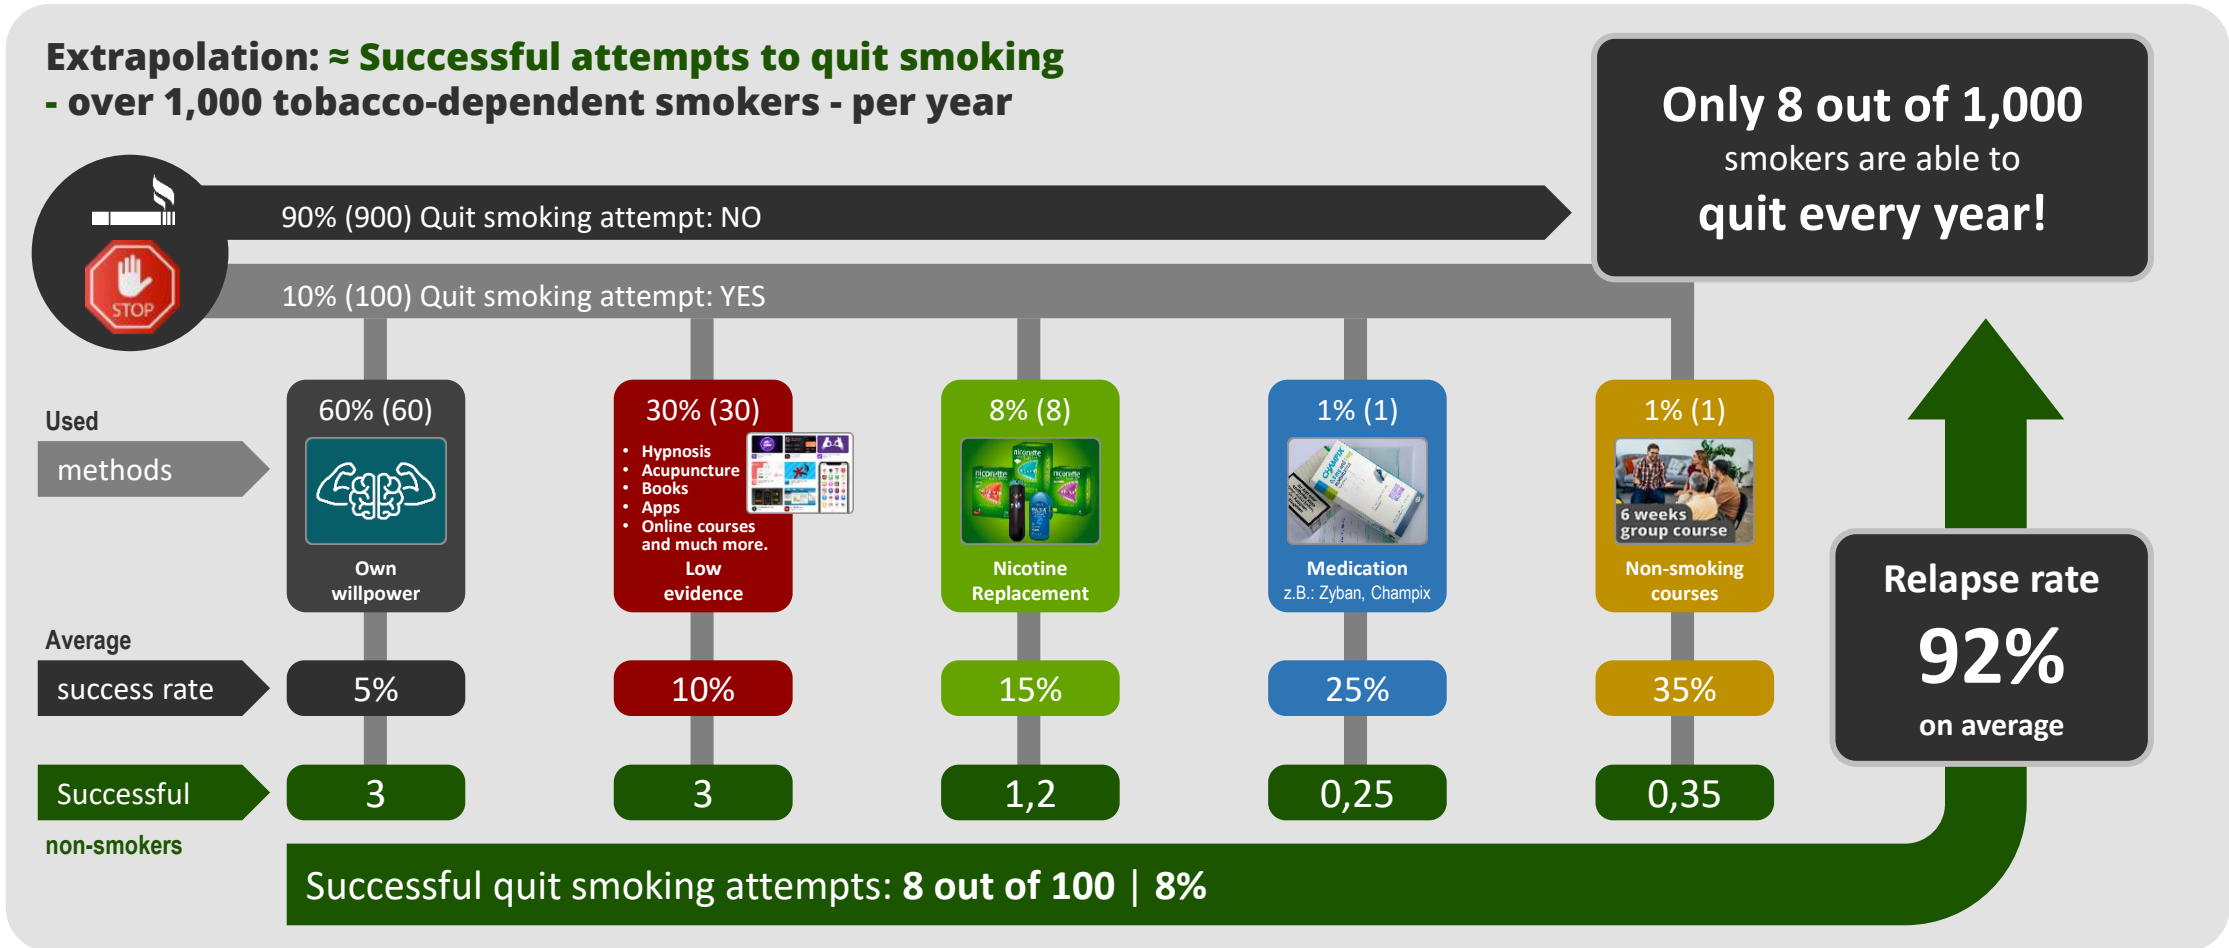 Extrapolation: ≈ Successful attempts to quit smoking
- over 1,000 tobacco-dependent smokers - per year
Only 8 out of 1,000
smokers are able to
quit every year!
90% (900) Quit smoking attempt: NO
10% (100) Quit smoking attempt: YES
STOP
Used
methods
60% (60)
Own
willpower
30% (30)
• Hypnosis
• Acupuncture
• Books
• Apps
• Online courses
and much more.
Low
evidence
8% (8)
nicorette
nicorette
nicorette
Nicotine
Replacement
1% (1)
CHAMPIX
Medication
z.B.: Zyban, Champix
1% (1)
6 weeks
group course
Non-smoking
courses
Average
success rate
5%
10%
15%
25%
35%
Successful
non-smokers
3
3
1,2
0,25
0,35
Relapse rate
92%
on average
Successful quit smoking attempts: 8 out of 100 | 8%